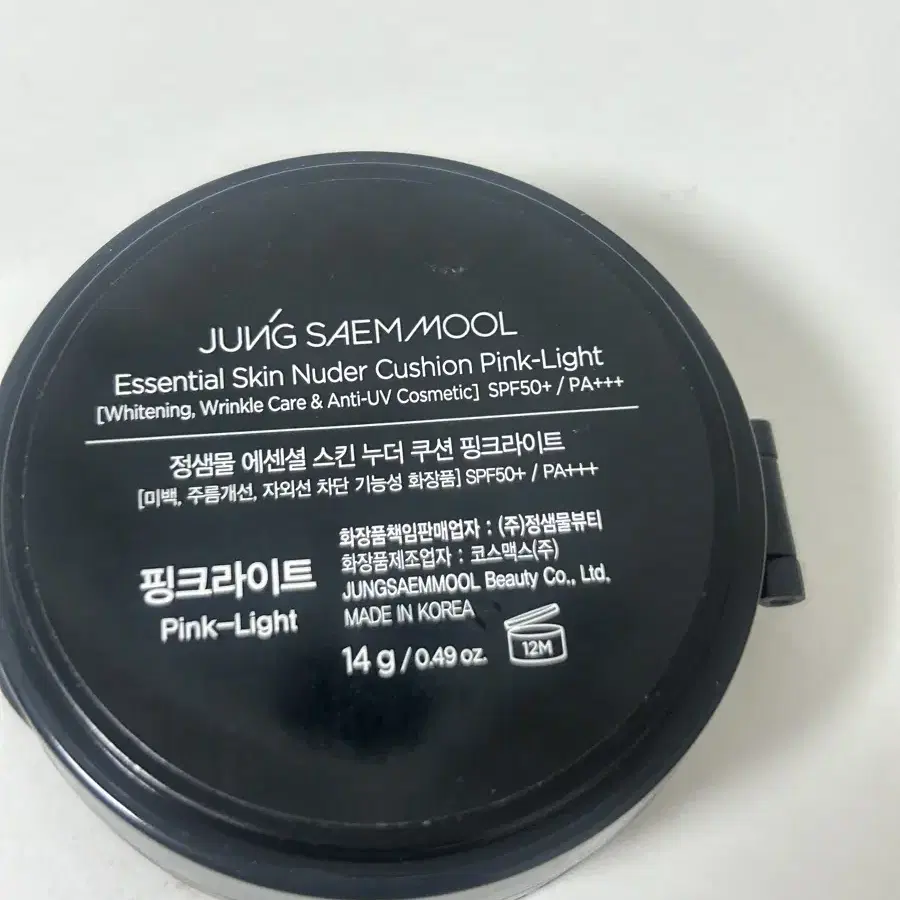 JUNG SAEM MOOL
Essential Skin Nuder Cushion Pink-Light
[Whitening, Wrinkle Care & Anti-UV Cosmetic] SPF50+ / PA+++
정샘물 에센셜 스킨 누더 쿠션 핑크라이트
[미백, 주름개선, 자외선 차단 기능성 화장품] SPF50+ / PA+++
핑크라이트
Pink-Light
화장품책임판매업자 : (주)정샘물뷰티
화장품제조업자 : 코스맥스(주)
JUNGSAEMMOOL Beauty Co., Ltd.
MADE IN KOREA
14 g / 0.49 oz.
12M